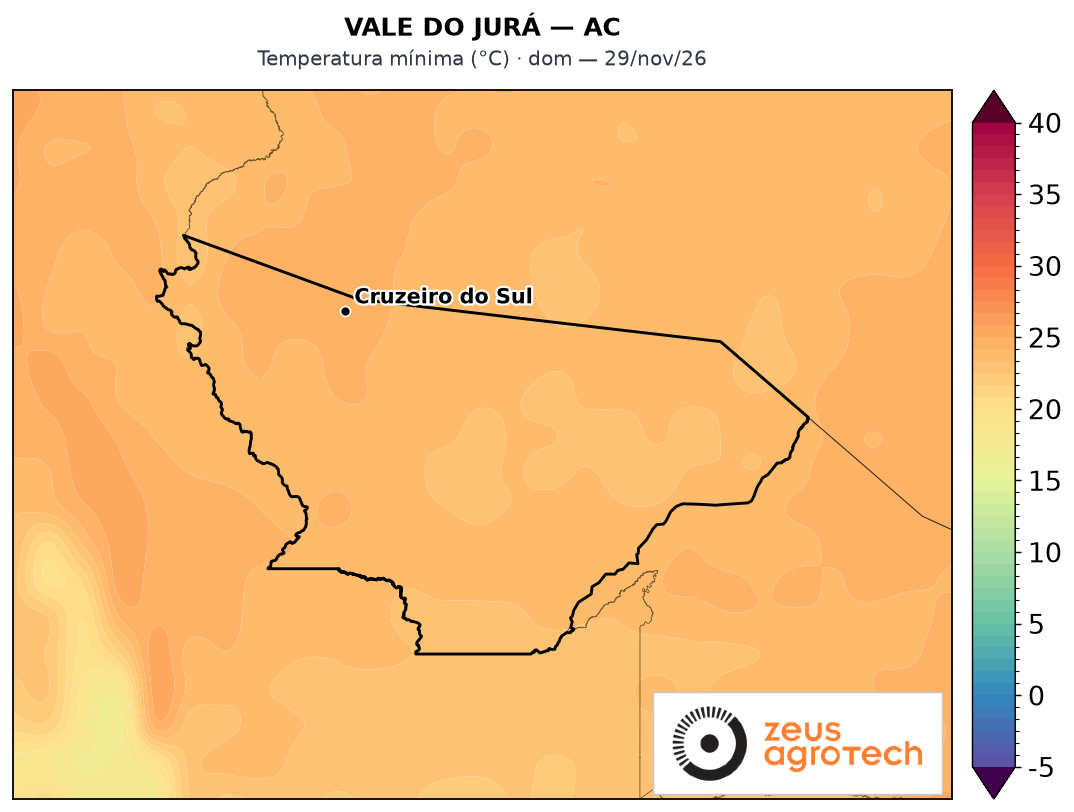 VALE DO JURÁ — AC
Temperatura mínima (°C) · dom — 29/nov/26
Cruzeiro do Sul
40
35
30
25
20
15
10
5
0
-5
zeus
agrotech